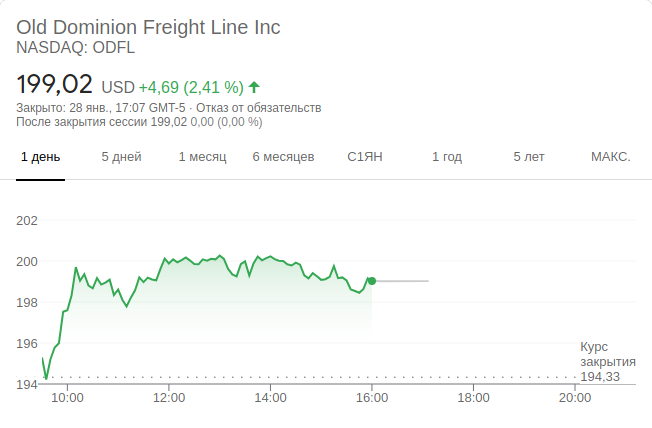 Old Dominion Freight Line Inc
NASDAQ: ODFL
199,02 USD +4,69 (2,41 %)
Закрыто: 28 янв., 17:07 GMT-5 · Отказ от обязательств
После закрытия сессии 199,02 0,00 (0,00 %)
1 день 5 дней 1 месяц 6 месяцев С1ЯН 1 год 5 лет МАКС.
202
200
198
196
194
Курс
закрытия
194,33
10:00 12:00 14:00 16:00 18:00 20:00